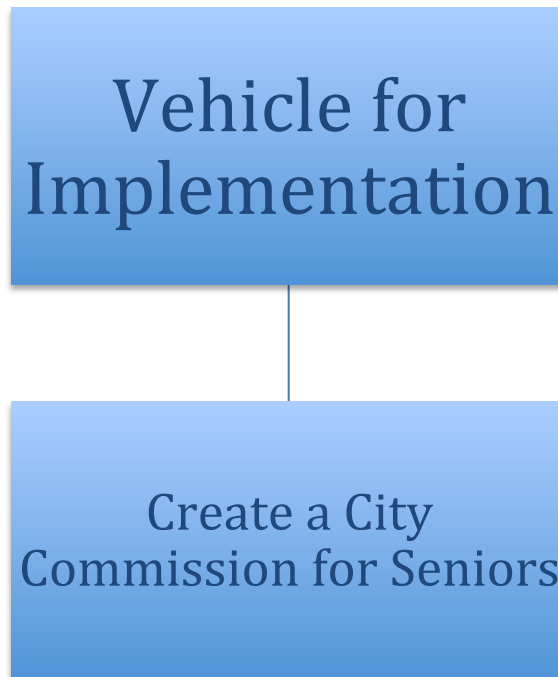 Vehicle for
Implementation
Create a City
Commission for Seniors